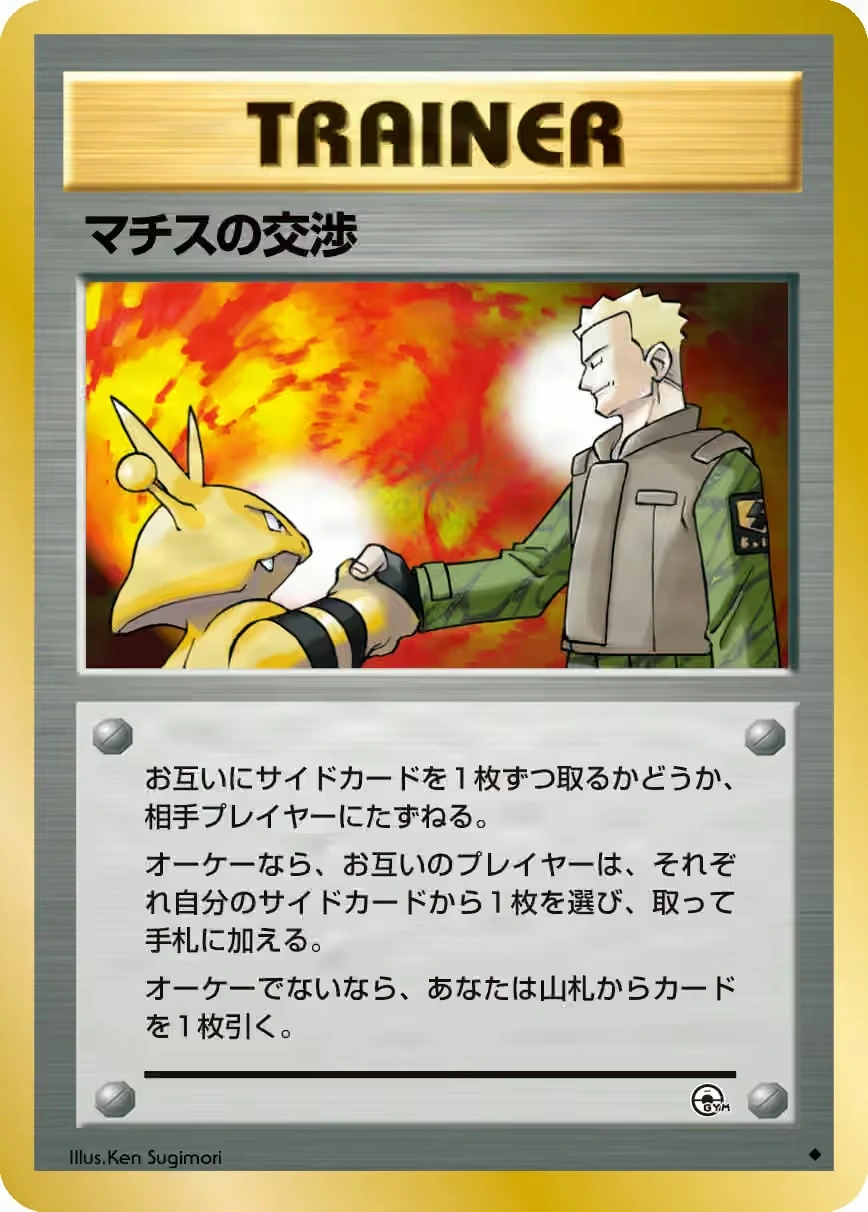 TRAINER
マチスの交渉
お互いにサイドカードを1枚ずつ取るかどうか、
相手プレイヤーにたずねる。
オーケーなら、お互いのプレイヤーは、それぞ
れ自分のサイドカードから1枚を選び、取って
手札に加える。
オーケーでないなら、あなたは山札からカード
を1枚引く。
GYM
Illus.Ken Sugimori